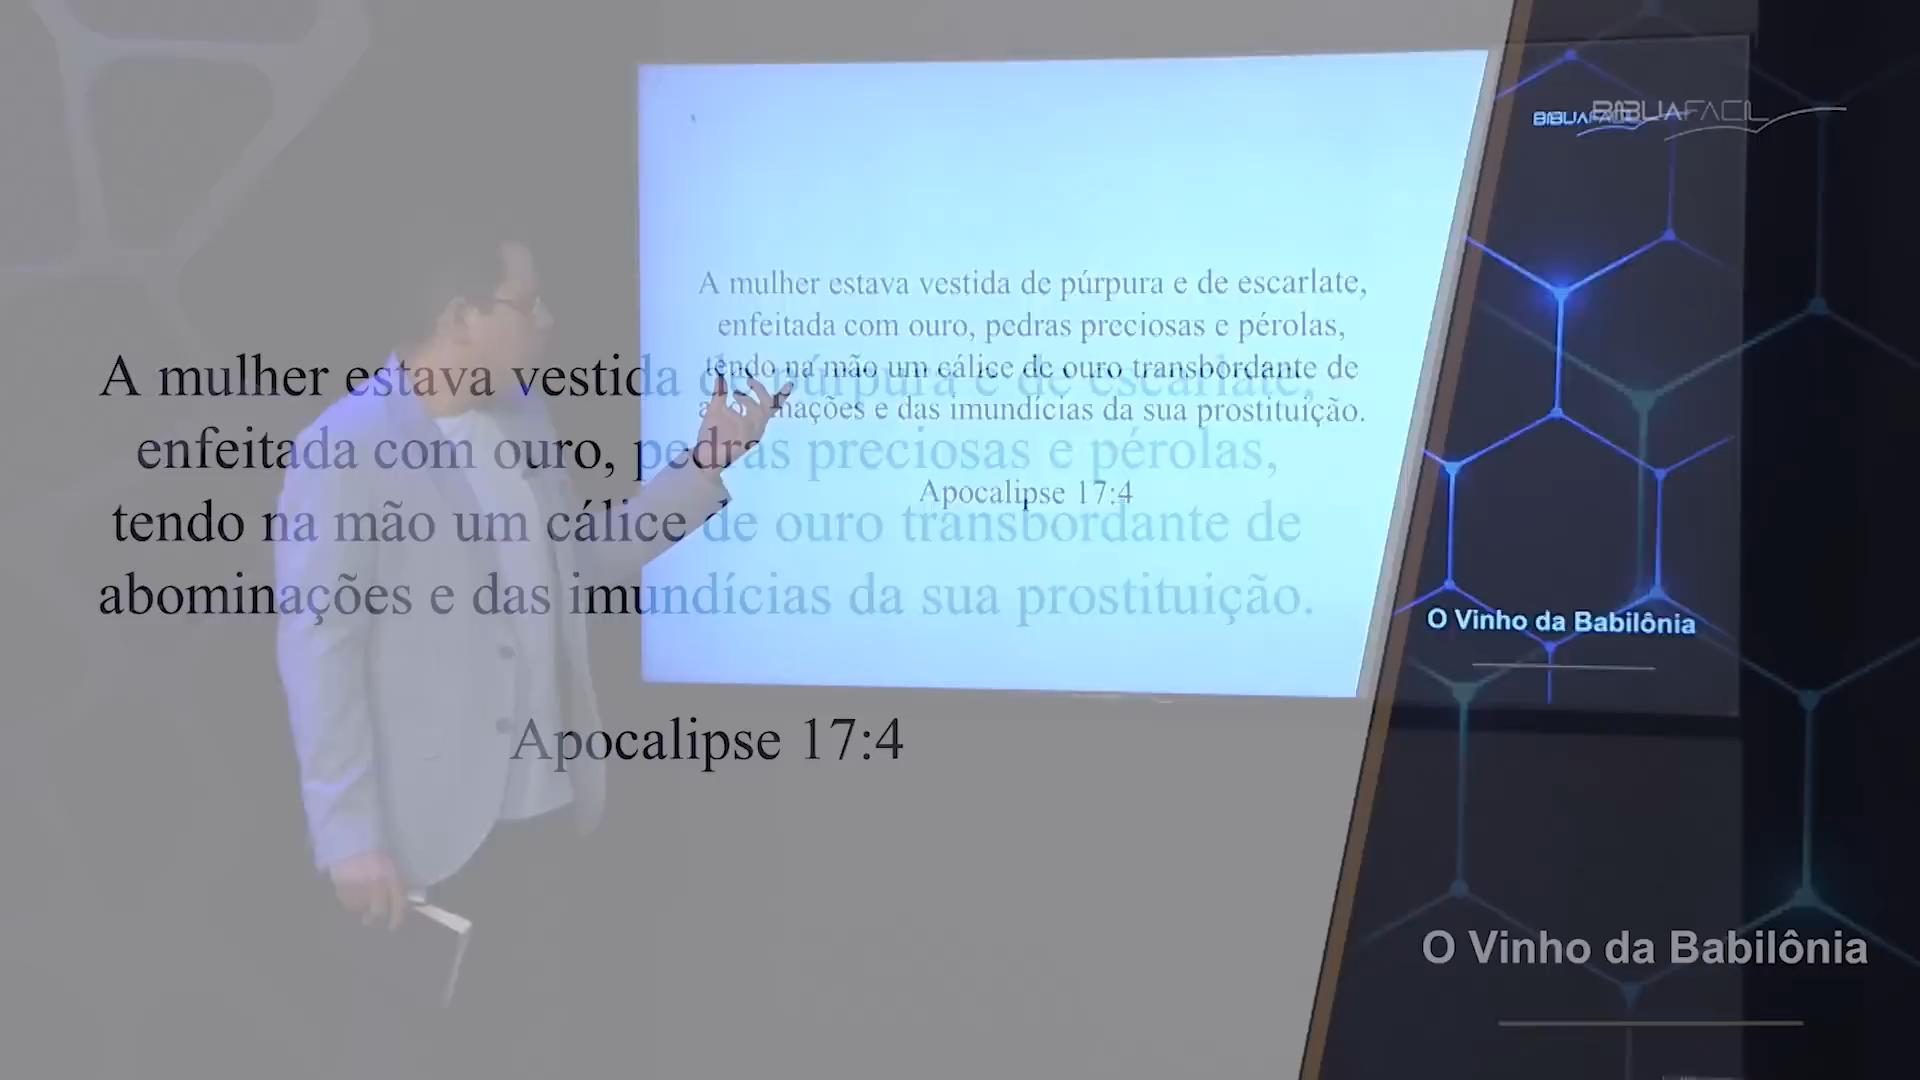 BIBLIAFACIL
BIBLIAFACIL
A mulher estava vestida de púrpura e de escarlate,
enfeitada com ouro, pedras preciosas e pérolas,
tendo na mão um cálice de ouro transbordante de
abominações e das imundícias da sua prostituição.
Apocalipse 17:4
A mulher estava vestida de púrpura e de escarlate,
enfeitada com ouro, pedras preciosas e pérolas,
tendo na mão um cálice de ouro transbordante de
abominações e das imundícias da sua prostituição.
Apocalipse 17:4
O Vinho da Babilônia
O Vinho da Babilônia